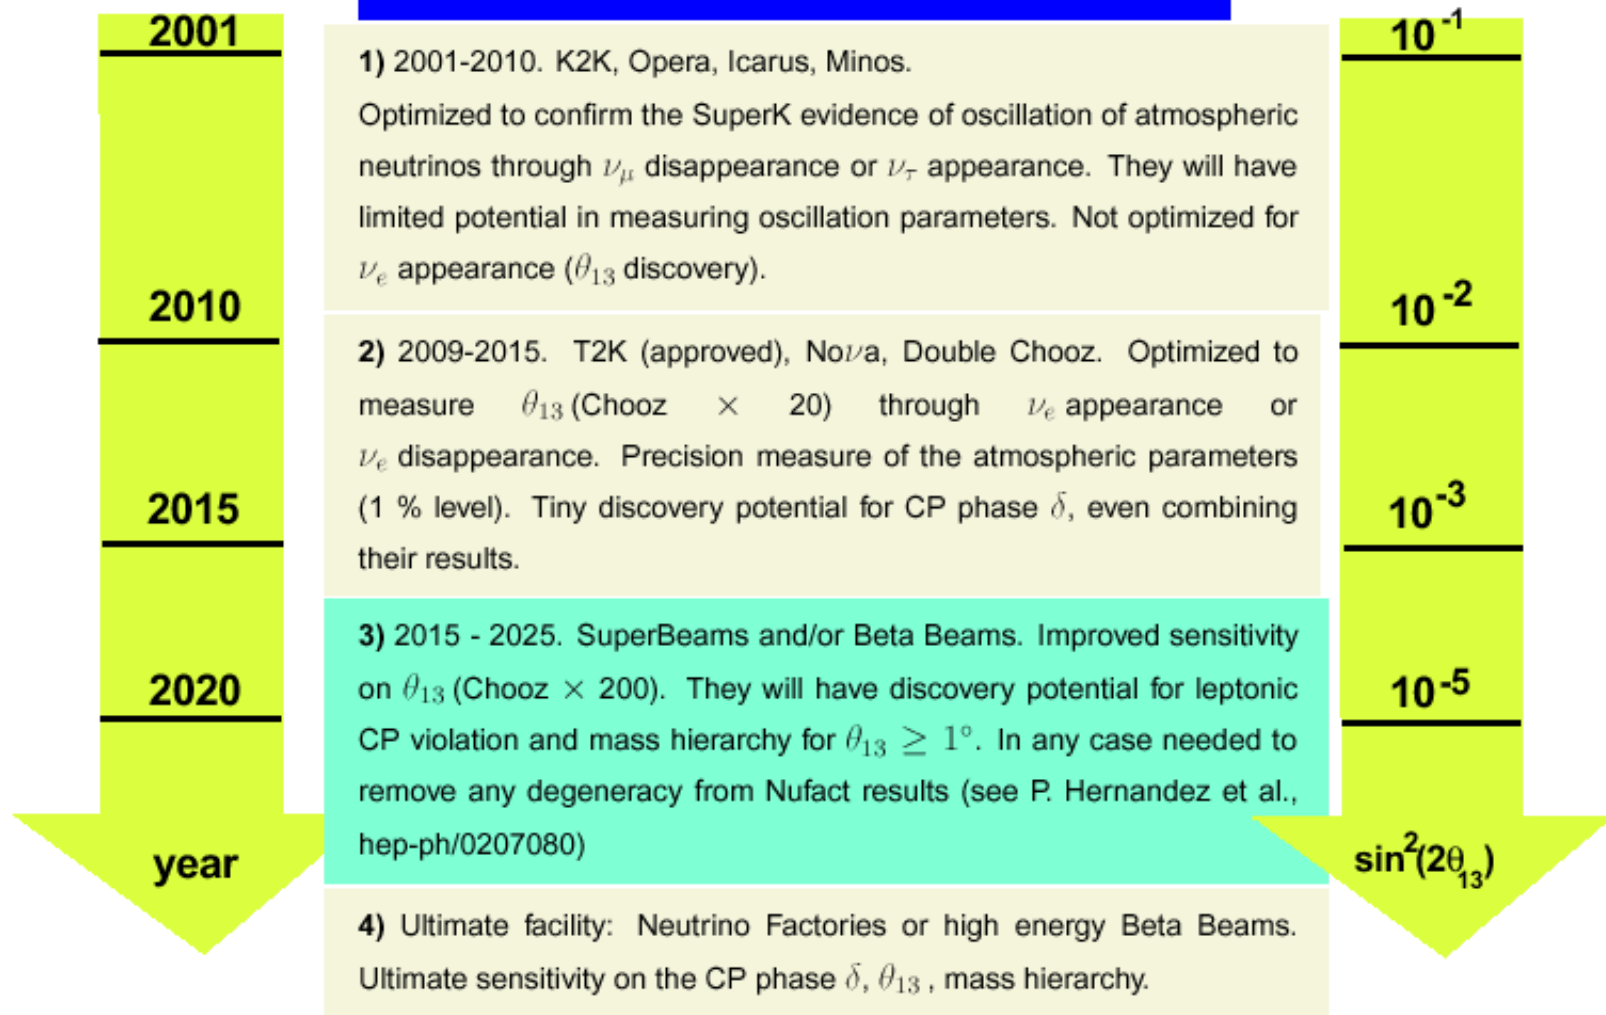 2001
2010
2015
2020
year
1) 2001-2010. K2K, Opera, Icarus, Minos.
Optimized to confirm the SuperK evidence of oscillation of atmospheric
neutrinos through νμ disappearance or ντ appearance. They will have
limited potential in measuring oscillation parameters. Not optimized for
νe appearance (θ13 discovery).
2) 2009-2015. T2K (approved), Noνa, Double Chooz. Optimized to
measure θ13 (Chooz × 20) through νe appearance or
νe disappearance. Precision measure of the atmospheric parameters
(1 % level). Tiny discovery potential for CP phase δ, even combining
their results.
3) 2015 - 2025. SuperBeams and/or Beta Beams. Improved sensitivity
on θ13 (Chooz × 200). They will have discovery potential for leptonic
CP violation and mass hierarchy for θ13 ≥ 1°. In any case needed to
remove any degeneracy from Nufact results (see P. Hernandez et al.,
hep-ph/0207080)
4) Ultimate facility: Neutrino Factories or high energy Beta Beams.
Ultimate sensitivity on the CP phase δ, θ13 , mass hierarchy.
10^-1
10^-2
10^-3
10^-5
sin²(2θ13)